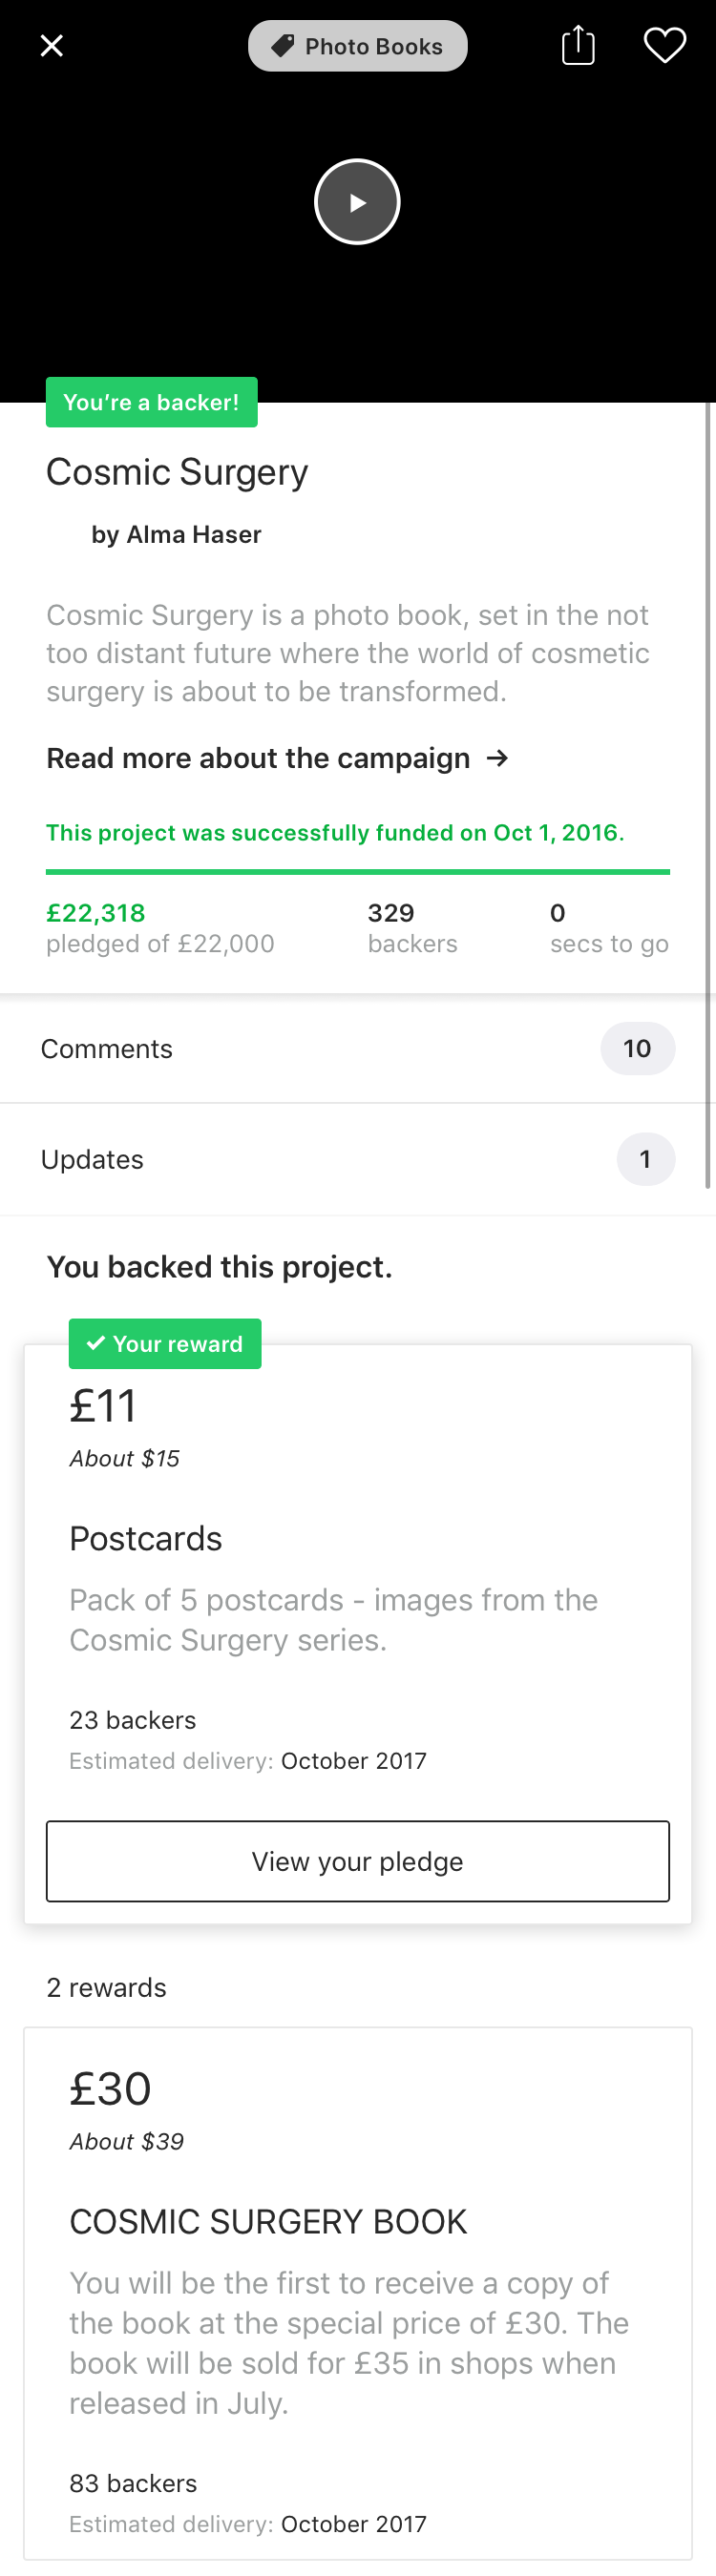 Photo Books
You’re a backer!
Cosmic Surgery
by Alma Haser
Cosmic Surgery is a photo book, set in the not
too distant future where the world of cosmetic
surgery is about to be transformed.
Read more about the campaign →
This project was successfully funded on Oct 1, 2016.
£22,318
pledged of £22,000
329
backers
0
secs to go
Comments
10
Updates
1
You backed this project.
✓ Your reward
£11
About $15
Postcards
Pack of 5 postcards - images from the
Cosmic Surgery series.
23 backers
Estimated delivery: October 2017
View your pledge
2 rewards
£30
About $39
COSMIC SURGERY BOOK
You will be the first to receive a copy of
the book at the special price of £30. The
book will be sold for £35 in shops when
released in July.
83 backers
Estimated delivery: October 2017